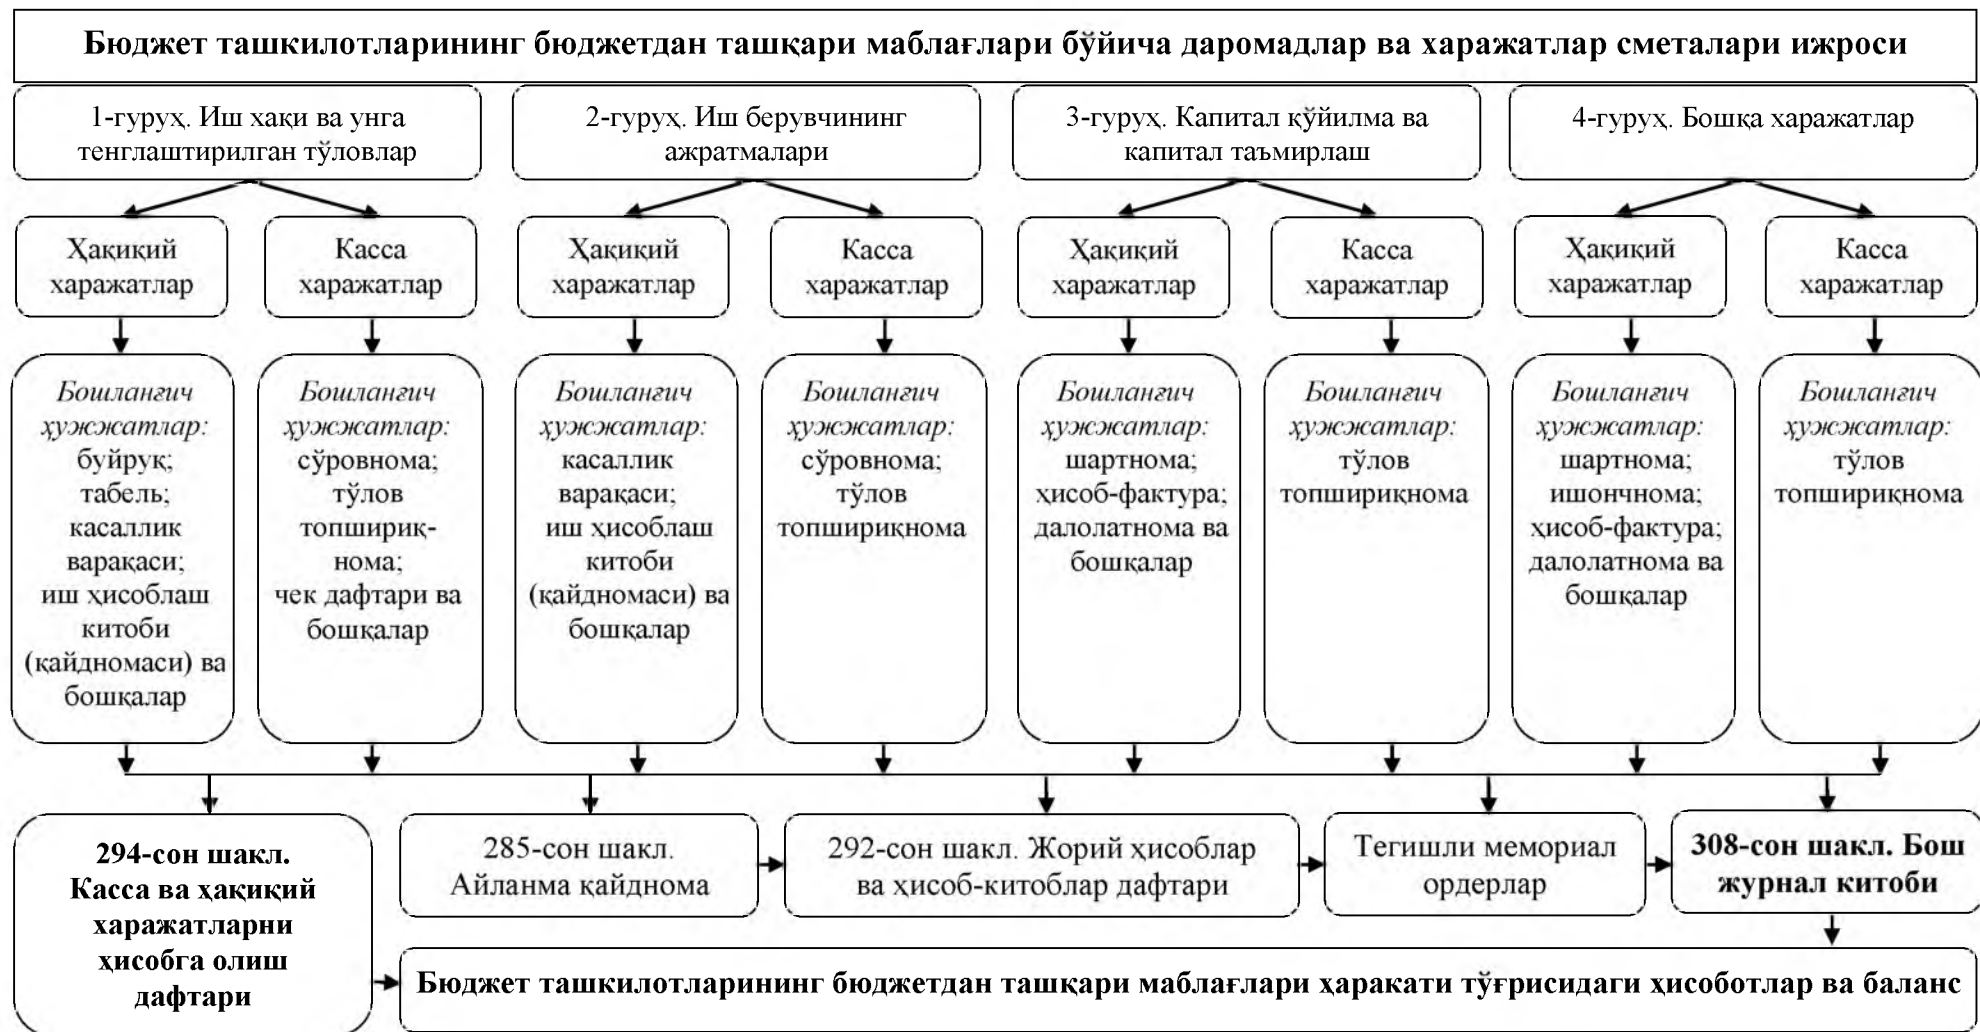 Бюджет ташкилотларининг бюджетдан ташқари маблағлари бўйича даромадлар ва харажатлар сметалари ижроси
1-гуруҳ. Иш хақи ва унга
тенглаштирилган тўловлар
2-гуруҳ. Иш берувчининг
ажратмалари
3-гуруҳ. Капитал қўйилма ва
капитал таъмирлаш
4-гуруҳ. Бошқа харажатлар
Ҳақиқий
харажатлар
Касса
харажатлар
Ҳақиқий
харажатлар
Касса
харажатлар
Ҳақиқий
харажатлар
Касса
харажатлар
Ҳақиқий
харажатлар
Касса
харажатлар
Бошланғич
ҳужжатлар:
буйруқ;
табель;
касаллик
варақаси;
иш ҳисоблаш
китоби
(қайдномаси) ва
бошқалар
Бошланғич
ҳужжатлар:
сўровнома;
тўлов
топшириқ-
нома;
чек дафтари ва
бошқалар
Бошланғич
ҳужжатлар:
касаллик
варақаси;
иш ҳисоблаш
китоби
(қайдномаси) ва
бошқалар
Бошланғич
ҳужжатлар:
сўровнома;
тўлов
топшириқнома
Бошланғич
ҳужжатлар:
шартнома;
ҳисоб-фактура;
далолатнома ва
бошқалар
Бошланғич
ҳужжатлар:
тўлов
топшириқнома
Бошланғич
ҳужжатлар:
шартнома;
ишончнома;
ҳисоб-фактура;
далолатнома ва
бошқалар
Бошланғич
ҳужжатлар:
тўлов
топшириқнома
294-сон шакл.
Касса ва ҳақиқий
харажатларни
ҳисобга олиш
дафтари
285-сон шакл.
Айланма қайднома
292-сон шакл. Жорий ҳисоблар
ва ҳисоб-китоблар дафтари
Тегишли мемориал
ордерлар
308-сон шакл. Бош
журнал китоби
Бюджет ташкилотларининг бюджетдан ташқари маблағлари ҳаракати тўғрисидаги ҳисоботлар ва баланс